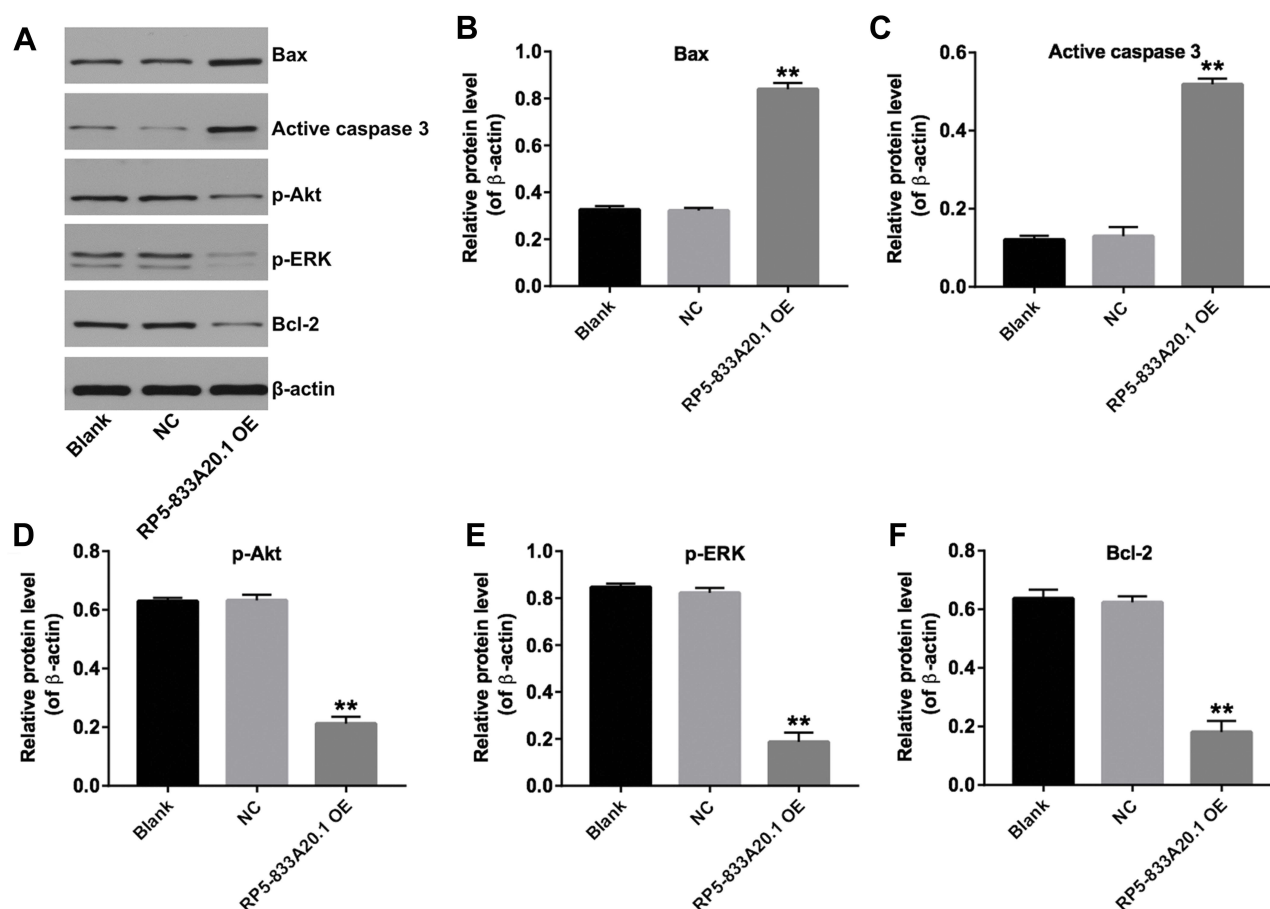 A
Bax
Active caspase 3
p-Akt
p-ERK
Bcl-2
β-actin
Blank
NC
RP5-833A20.1 OE
B
Bax
Relative protein level
(of β-actin)
1.0
0.8
0.6
0.4
0.2
0.0
**
Blank
NC
RP5-833A20.1 OE
C
Active caspase 3
Relative protein level
(of β-actin)
0.6
0.4
0.2
0.0
**
Blank
NC
RP5-833A20.1 OE
D
p-Akt
Relative protein level
(of β-actin)
0.8
0.6
0.4
0.2
0.0
**
Blank
NC
RP5-833A20.1 OE
E
p-ERK
Relative protein level
(of β-actin)
1.0
0.8
0.6
0.4
0.2
0.0
**
Blank
NC
RP5-833A20.1 OE
F
Bcl-2
Relative protein level
(of β-actin)
0.8
0.6
0.4
0.2
0.0
**
Blank
NC
RP5-833A20.1 OE